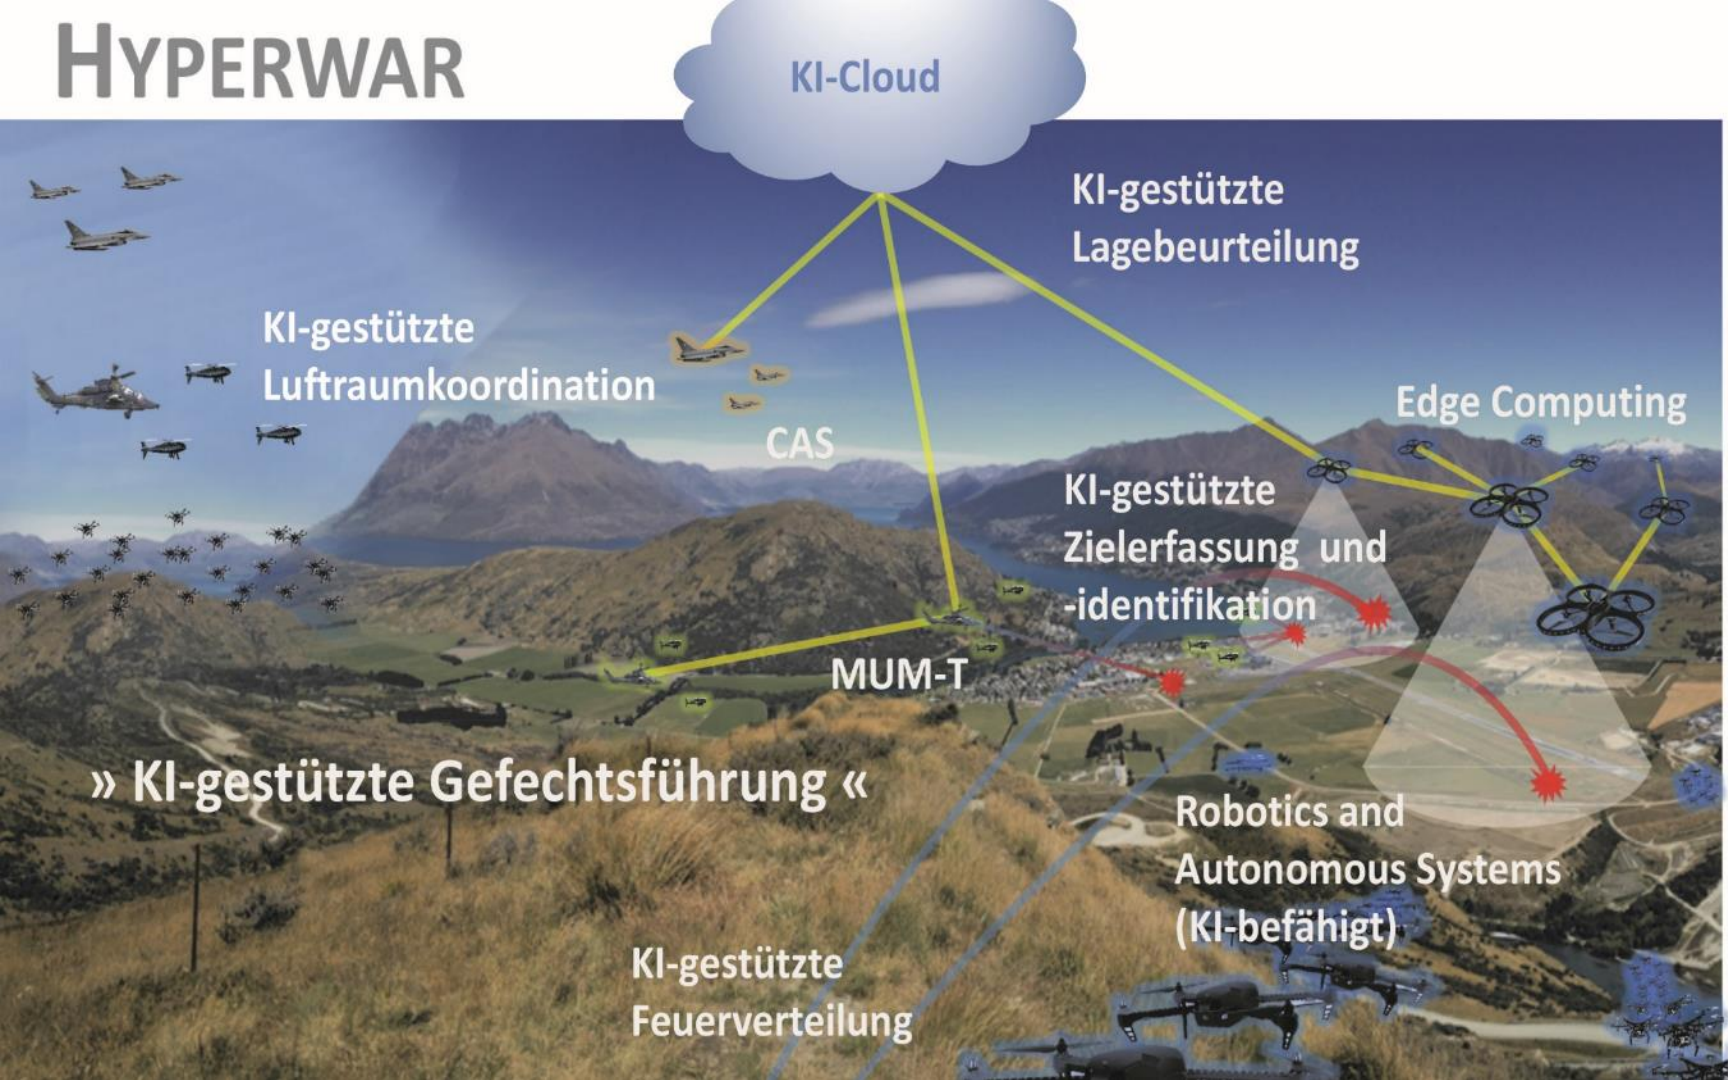 HYPERWAR
KI-Cloud
KI-gestützte
Lagebeurteilung
KI-gestützte
Luftraumkoordination
Edge Computing
CAS
KI-gestützte
Zielerfassung und
-identifikation
MUM-T
» KI-gestützte Gefechtsführung «
Robotics and
Autonomous Systems
(KI-befähigt)
KI-gestützte
Feuerverteilung